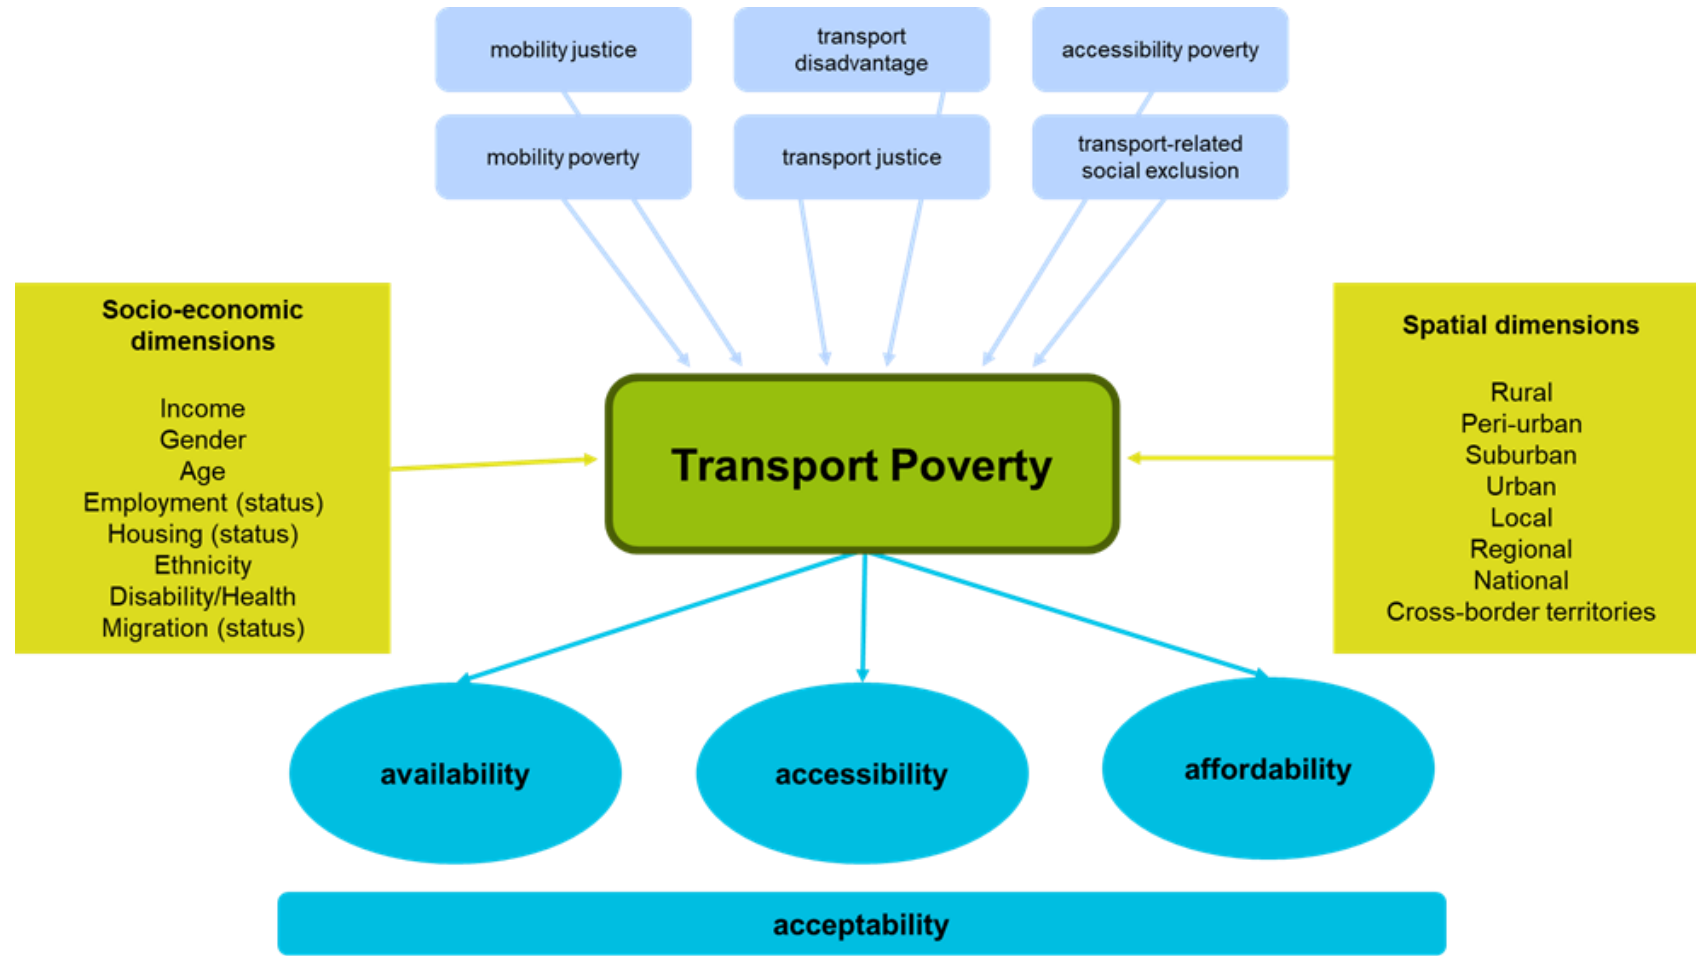 mobility justice
transport
disadvantage
accessibility poverty
mobility poverty
transport justice
transport-related
social exclusion
Socio-economic
dimensions
Income
Gender
Age
Employment (status)
Housing (status)
Ethnicity
Disability/Health
Migration (status)
Transport Poverty
Spatial dimensions
Rural
Peri-urban
Suburban
Urban
Local
Regional
National
Cross-border territories
availability
accessibility
affordability
acceptability